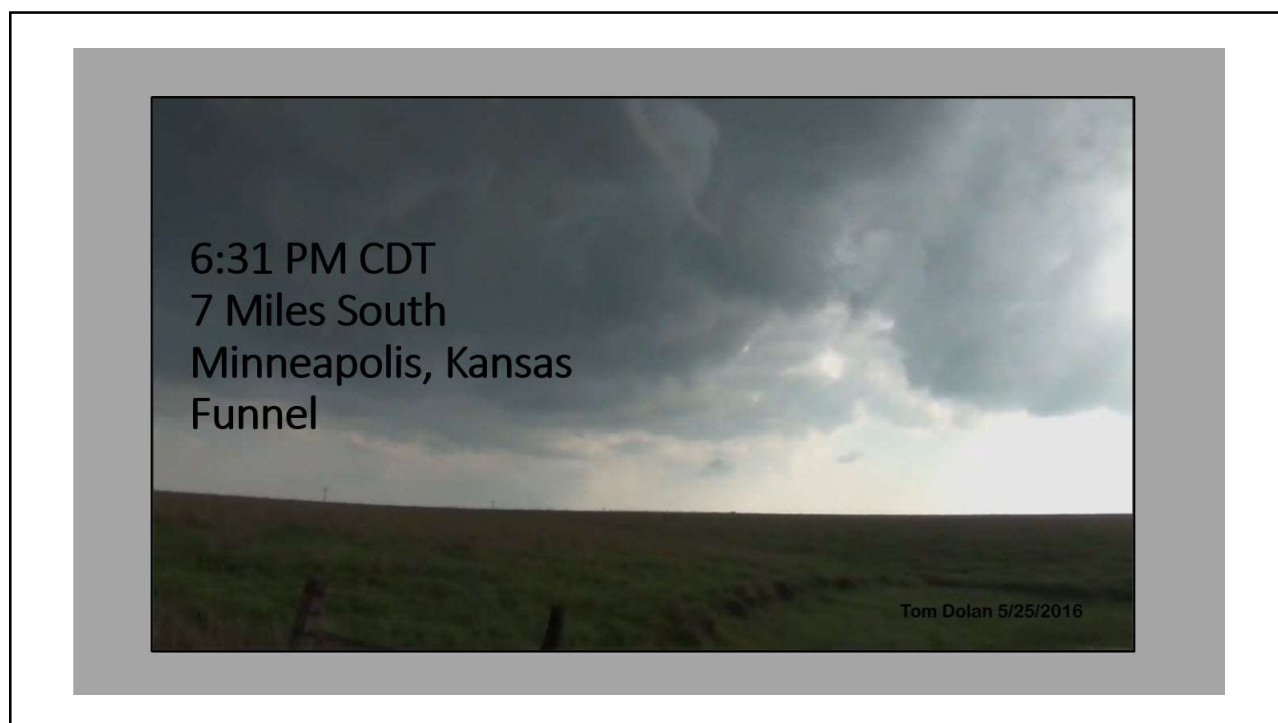 6:31 PM CDT
7 Miles South
Minneapolis, Kansas
Funnel
Tom Dolan 5/25/2016